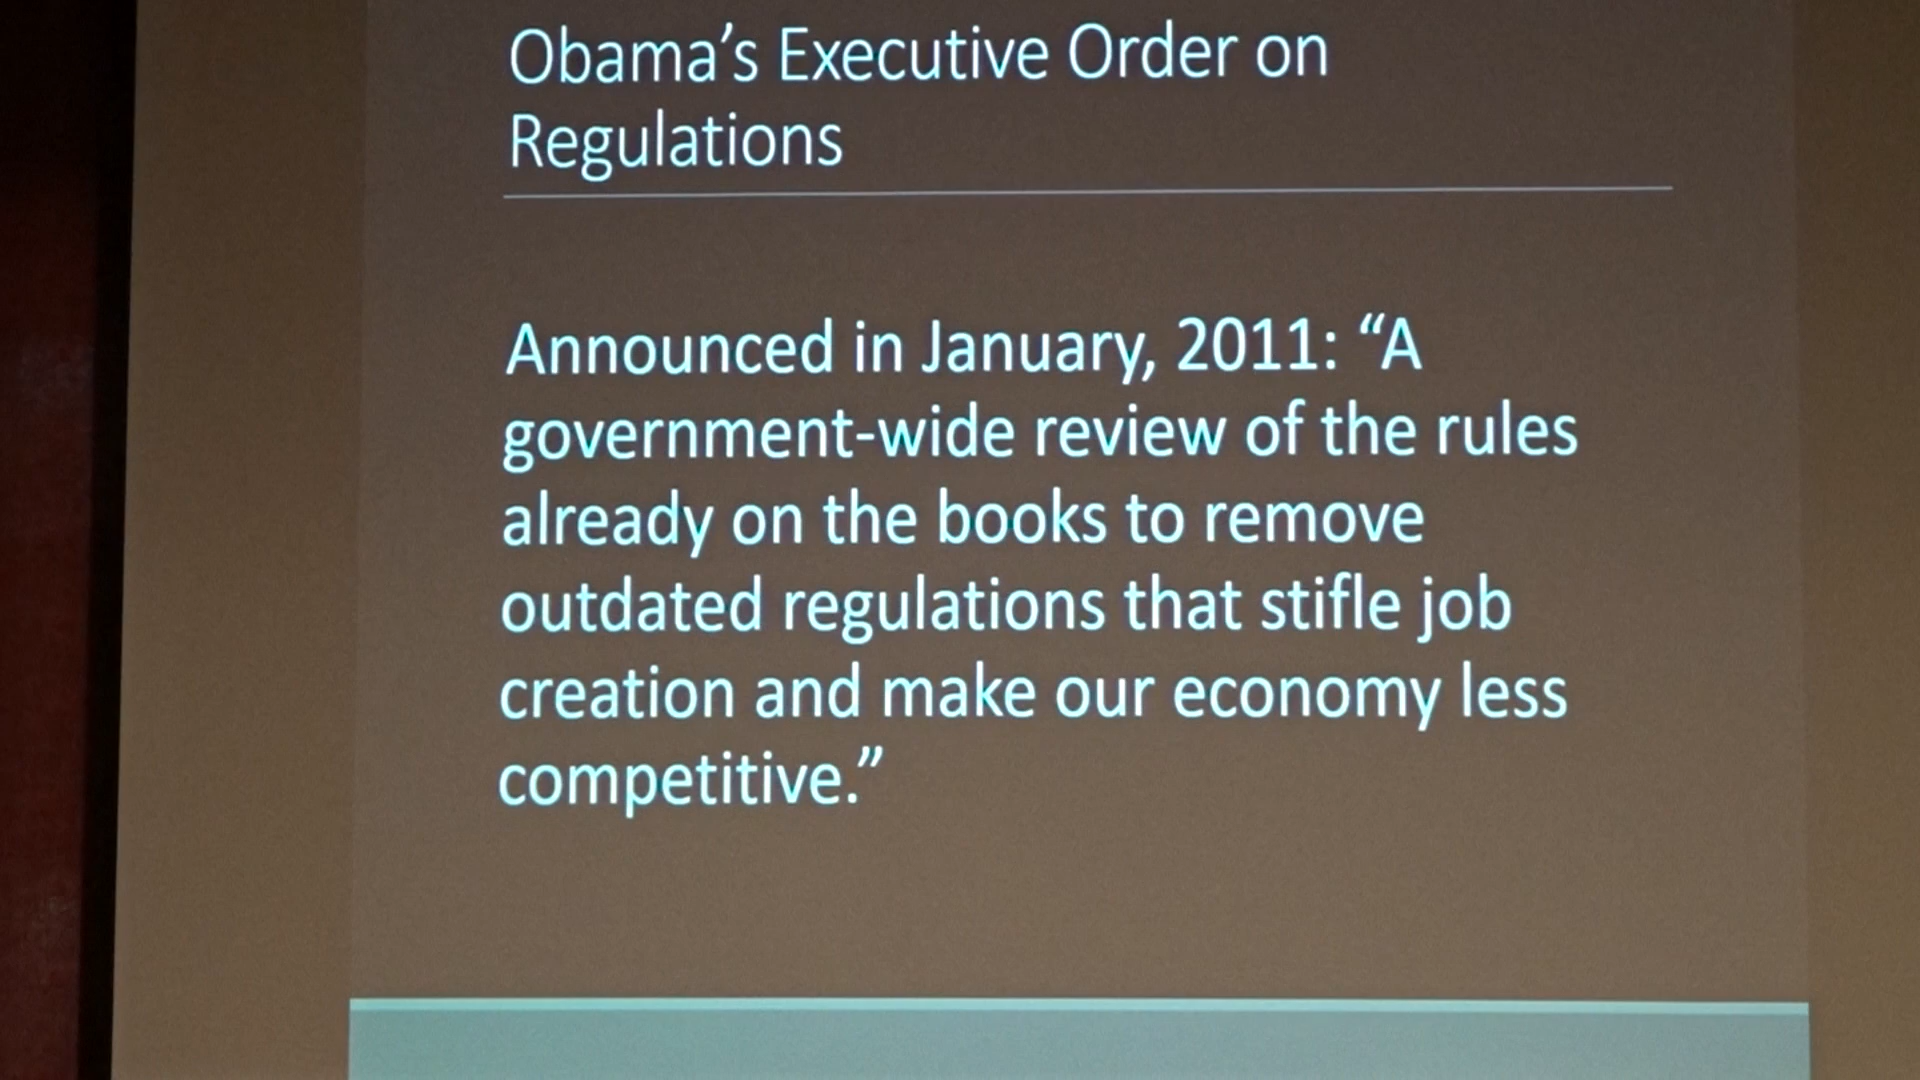 Obama’s Executive Order on
Regulations
Announced in January, 2011: “A
government-wide review of the rules
already on the books to remove
outdated regulations that stifle job
creation and make our economy less
competitive.”